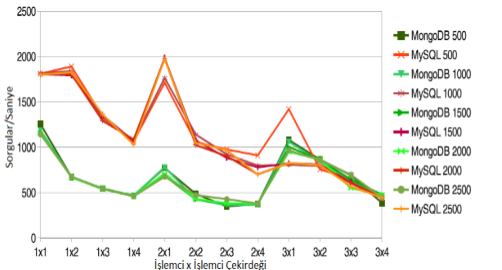 2500
2000
1500
1000
500
0
Sorgular/Saniye
1x1 1x2 1x3 1x4 2x1 2x2 2x3 2x4 3x1 3x2 3x3 3x4
İşlemci x İşlemci Çekirdeği
MongoDB 500
MySQL 500
MongoDB 1000
MySQL 1000
MongoDB 1500
MySQL 1500
MongoDB 2000
MySQL 2000
MongoDB 2500
MySQL 2500